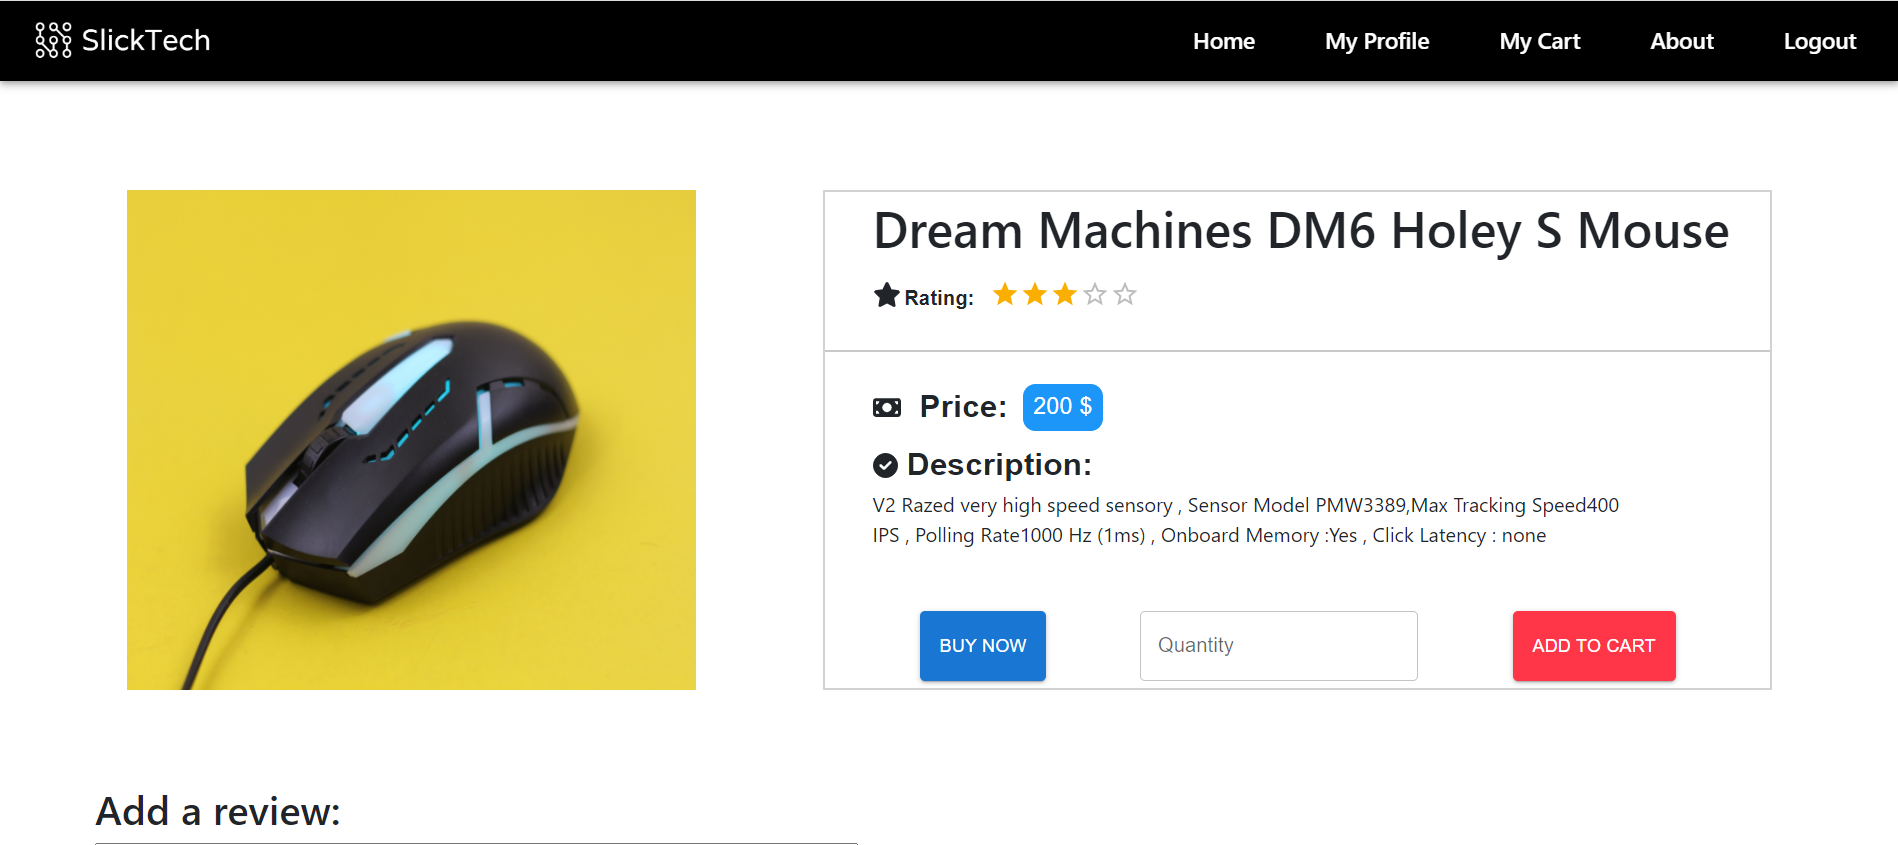 SlickTech
Home My Profile My Cart About Logout
Dream Machines DM6 Holey S Mouse
Rating:
Price: 200 $
Description:
V2 Razed very high speed sensory , Sensor Model PMW3389,Max Tracking Speed400
IPS , Polling Rate1000 Hz (1ms) , Onboard Memory :Yes , Click Latency : none
BUY NOW Quantity ADD TO CART
Add a review: